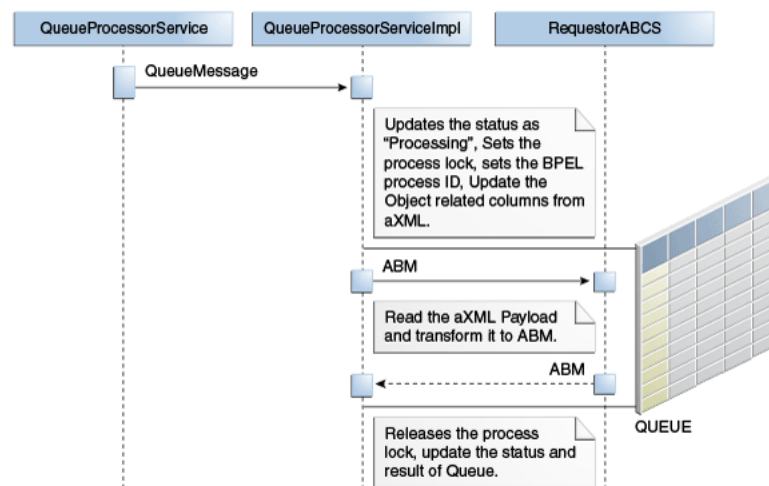 QueueProcessorService
QueueProcessorServiceImpl
RequestorABCS
QueueMessage
Updates the status as
“Processing”, Sets the
process lock, sets the BPEL
process ID, Update the
Object related columns from
aXML.
ABM
Read the aXML Payload
and transform it to ABM.
ABM
QUEUE
Releases the process
lock, update the status and
result of Queue.